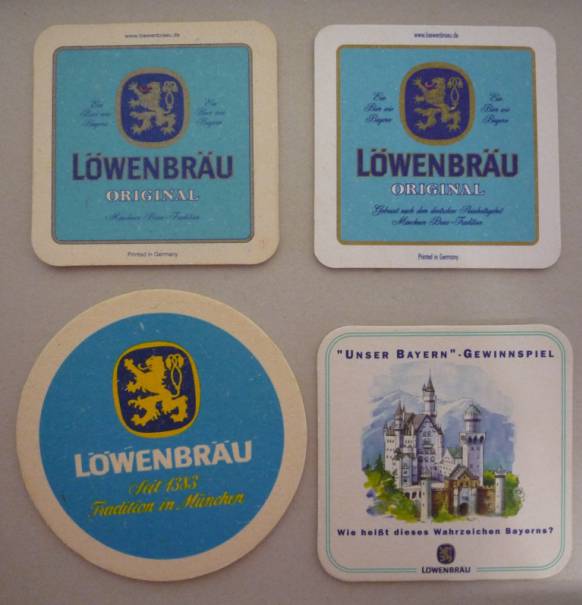 www.loewenbraeu.de
Ein
Bier wie
Bayern
Ein
Bier wie
Bayern
LÖWENBRÄU
ORIGINAL
Münchner Brau-Tradition
Printed in Germany
www.loewenbraeu.de
Ein
Bier wie
Bayern
Ein
Bier wie
Bayern
LÖWENBRÄU
ORIGINAL
Gebraut nach dem deutschen Reinheitsgebot
Münchner Brau-Tradition
Printed in Germany
LÖWENBRÄU
Seit 1383
Tradition in München
"UNSER BAYERN"-GEWINNSPIEL
Wie heißt dieses Wahrzeichen Bayerns?
LÖWENBRÄU